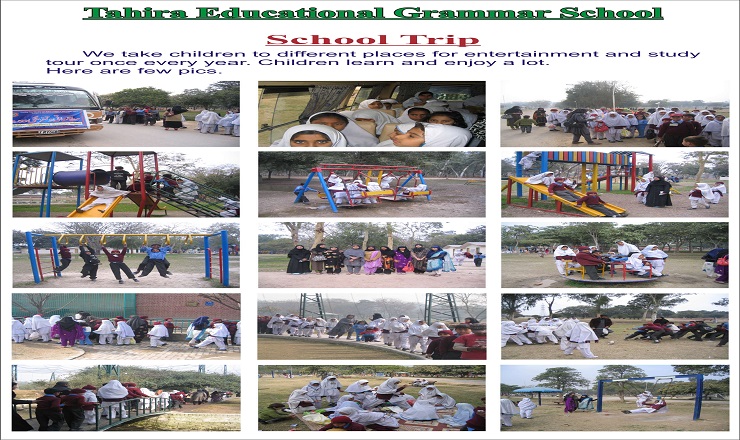 Tahira Educational Grammar School
School Trip
We take children to different places for entertainment and study
tour once every year. Children learn and enjoy a lot.
Here are few pics.